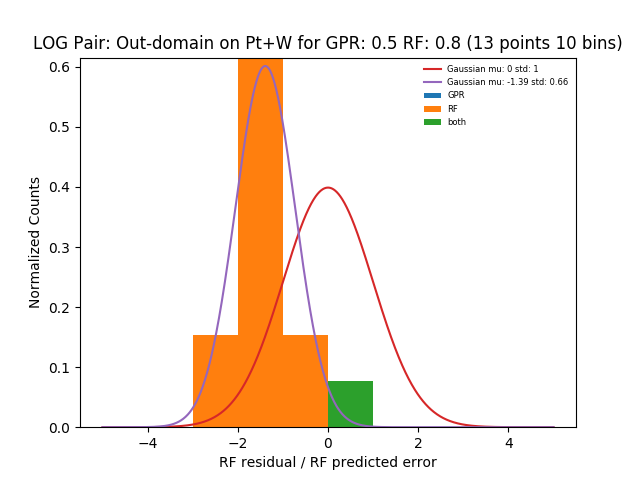 LOG Pair: Out-domain on Pt+W for GPR: 0.5 RF: 0.8 (13 points 10 bins)
Gaussian mu: 0 std: 1
Gaussian mu: -1.39 std: 0.66
GPR
RF
both
Normalized Counts
0.6
0.5
0.4
0.3
0.2
0.1
0.0
−4 −2 0 2 4
RF residual / RF predicted error